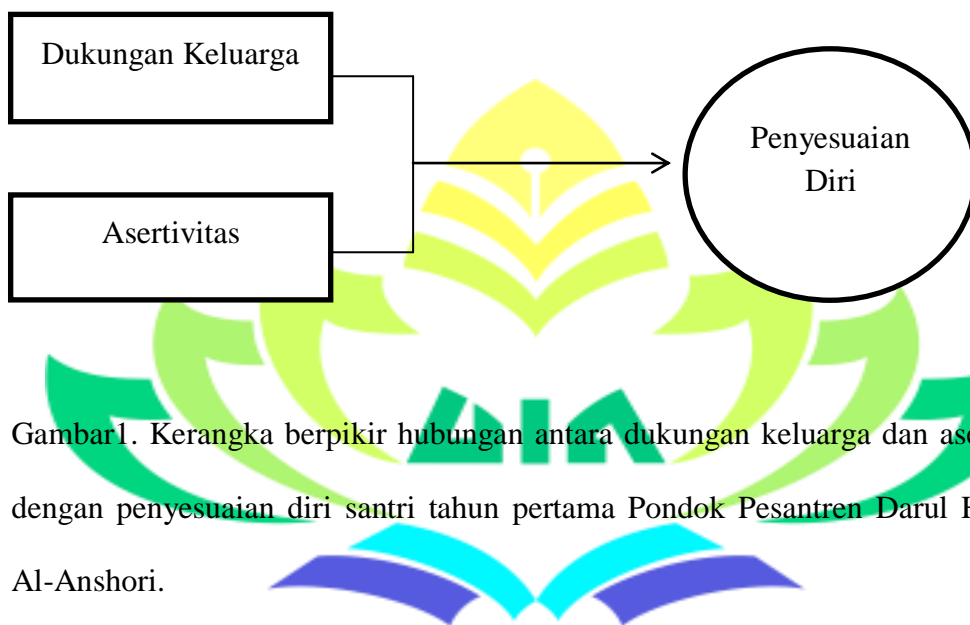 Dukungan Keluarga
Asertivitas
Penyesuaian
Diri
Gambar1. Kerangka berpikir hubungan antara dukungan keluarga dan
dengan penyesuaian diri santri tahun pertama Pondok Pesantren Darul
Al-Anshori.